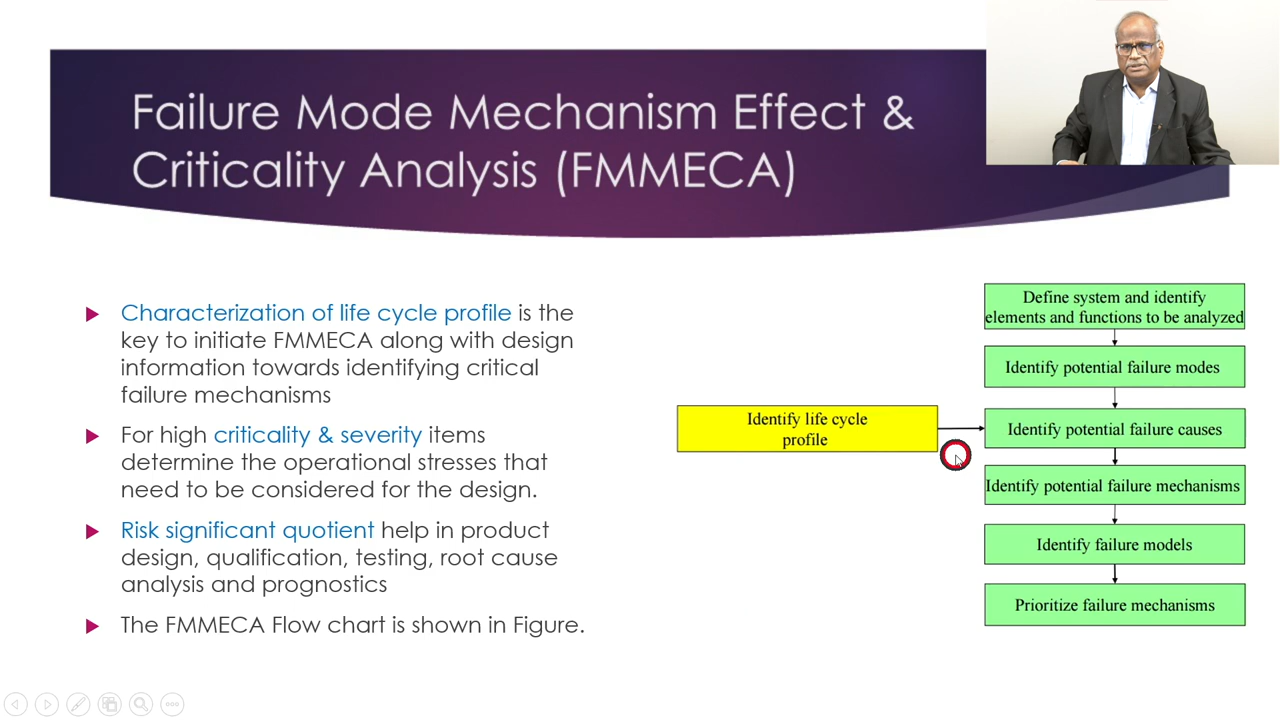 Failure Mode Mechanism Effect &
Criticality Analysis (FMMECA)
Characterization of life cycle profile is the
key to initiate FMMECA along with design
information towards identifying critical
failure mechanisms
For high criticality & severity items
determine the operational stresses that
need to be considered for the design.
Risk significant quotient help in product
design, qualification, testing, root cause
analysis and prognostics
The FMMECA Flow chart is shown in Figure.
Identify life cycle
profile
Define system and identify
elements and functions to be analyzed
Identify potential failure modes
Identify potential failure causes
Identify potential failure mechanisms
Identify failure models
Prioritize failure mechanisms